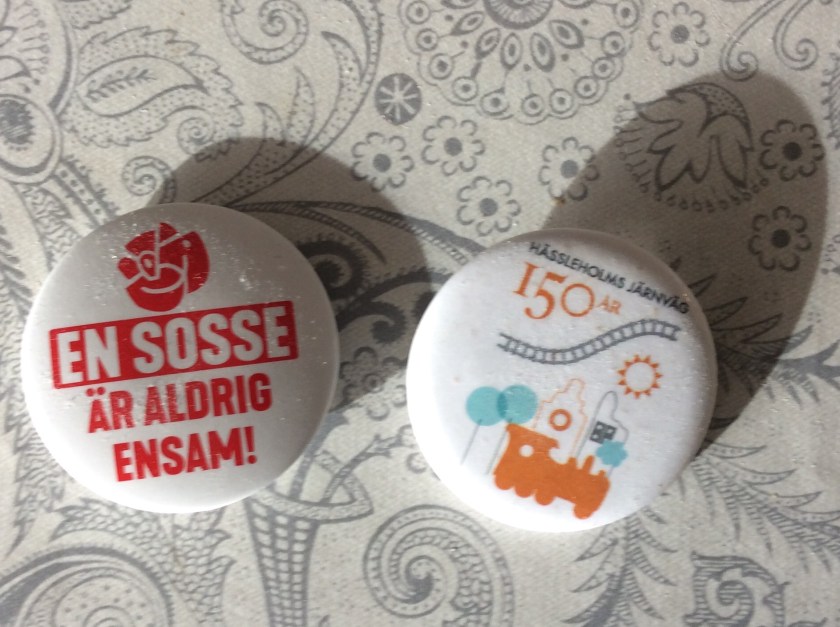 EN SOSSE
ÄR ALDRIG
ENSAM!
HÄSSLEHOLMS JÄRNVÄG
150 ÅR